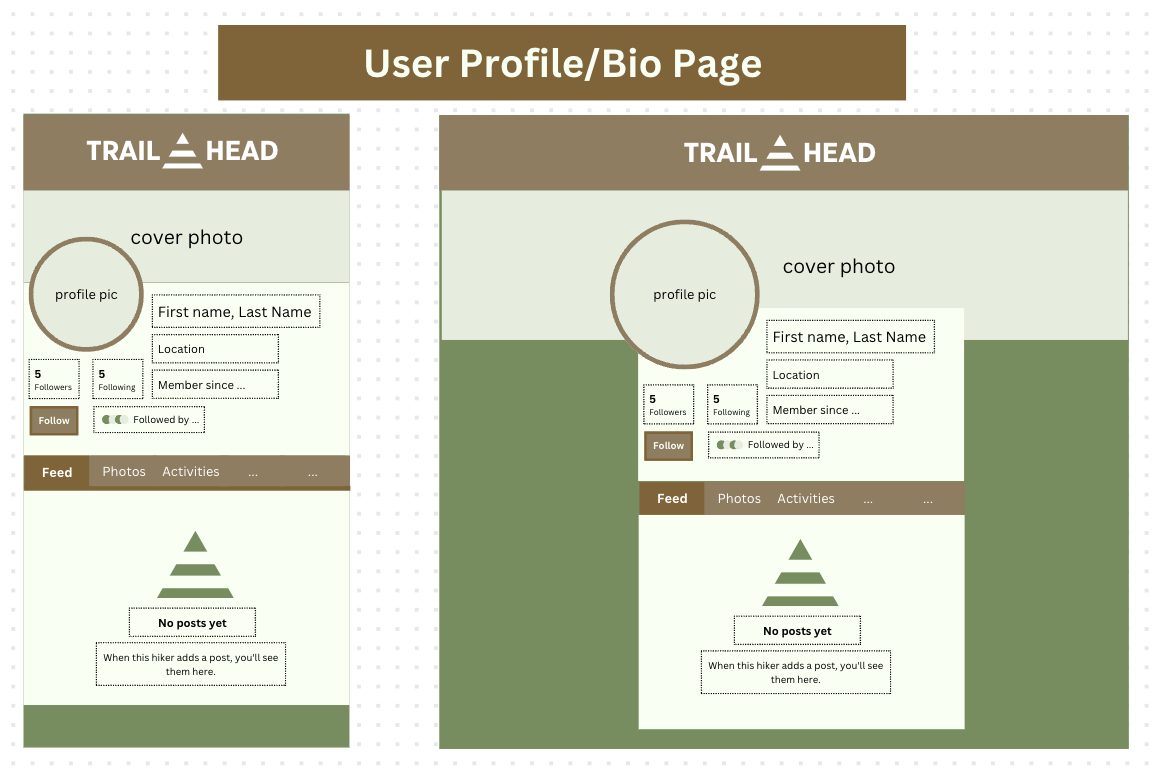 User Profile/Bio Page
TRAIL HEAD
cover photo
profile pic
First name, Last Name
Location
Member since ...
5
Followers
5
Following
Follow
Followed by ...
Feed Photos Activities ... ...
No posts yet
When this hiker adds a post, you'll see
them here.
TRAIL HEAD
cover photo
profile pic
First name, Last Name
Location
Member since ...
5
Followers
5
Following
Follow
Followed by ...
Feed Photos Activities ... ...
No posts yet
When this hiker adds a post, you'll see
them here.